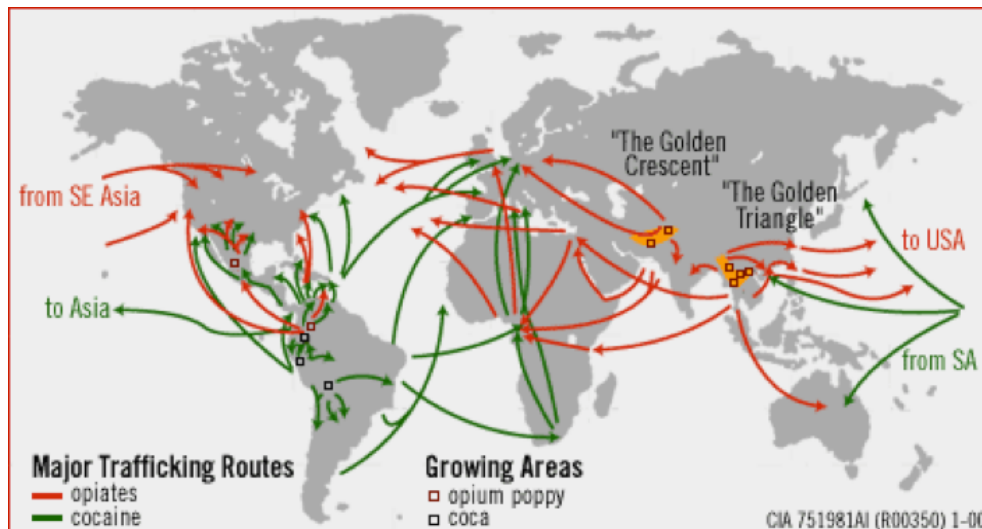 "The Golden
Crescent"
"The Golden
Triangle"
from SE Asia
to USA
to Asia
from SA
Major Trafficking Routes
opiates
cocaine
Growing Areas
opium poppy
coca
CIA 751981AI (R00350) 1-00